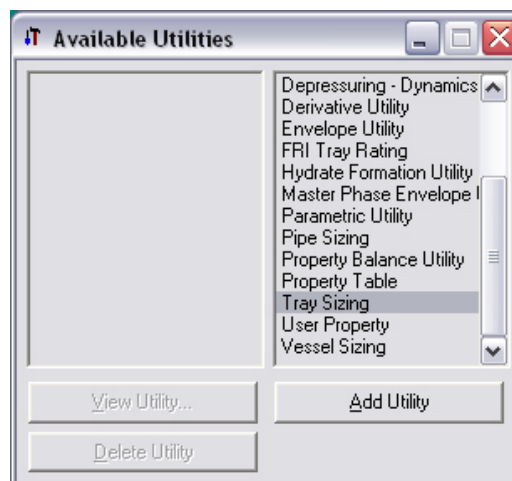 Available Utilities
Depressuring - Dynamics
Derivative Utility
Envelope Utility
FRI Tray Rating
Hydrate Formation Utility
Master Phase Envelope
Parametric Utility
Pipe Sizing
Property Balance Utility
Property Table
Tray Sizing
User Property
Vessel Sizing
View Utility...
Add Utility
Delete Utility